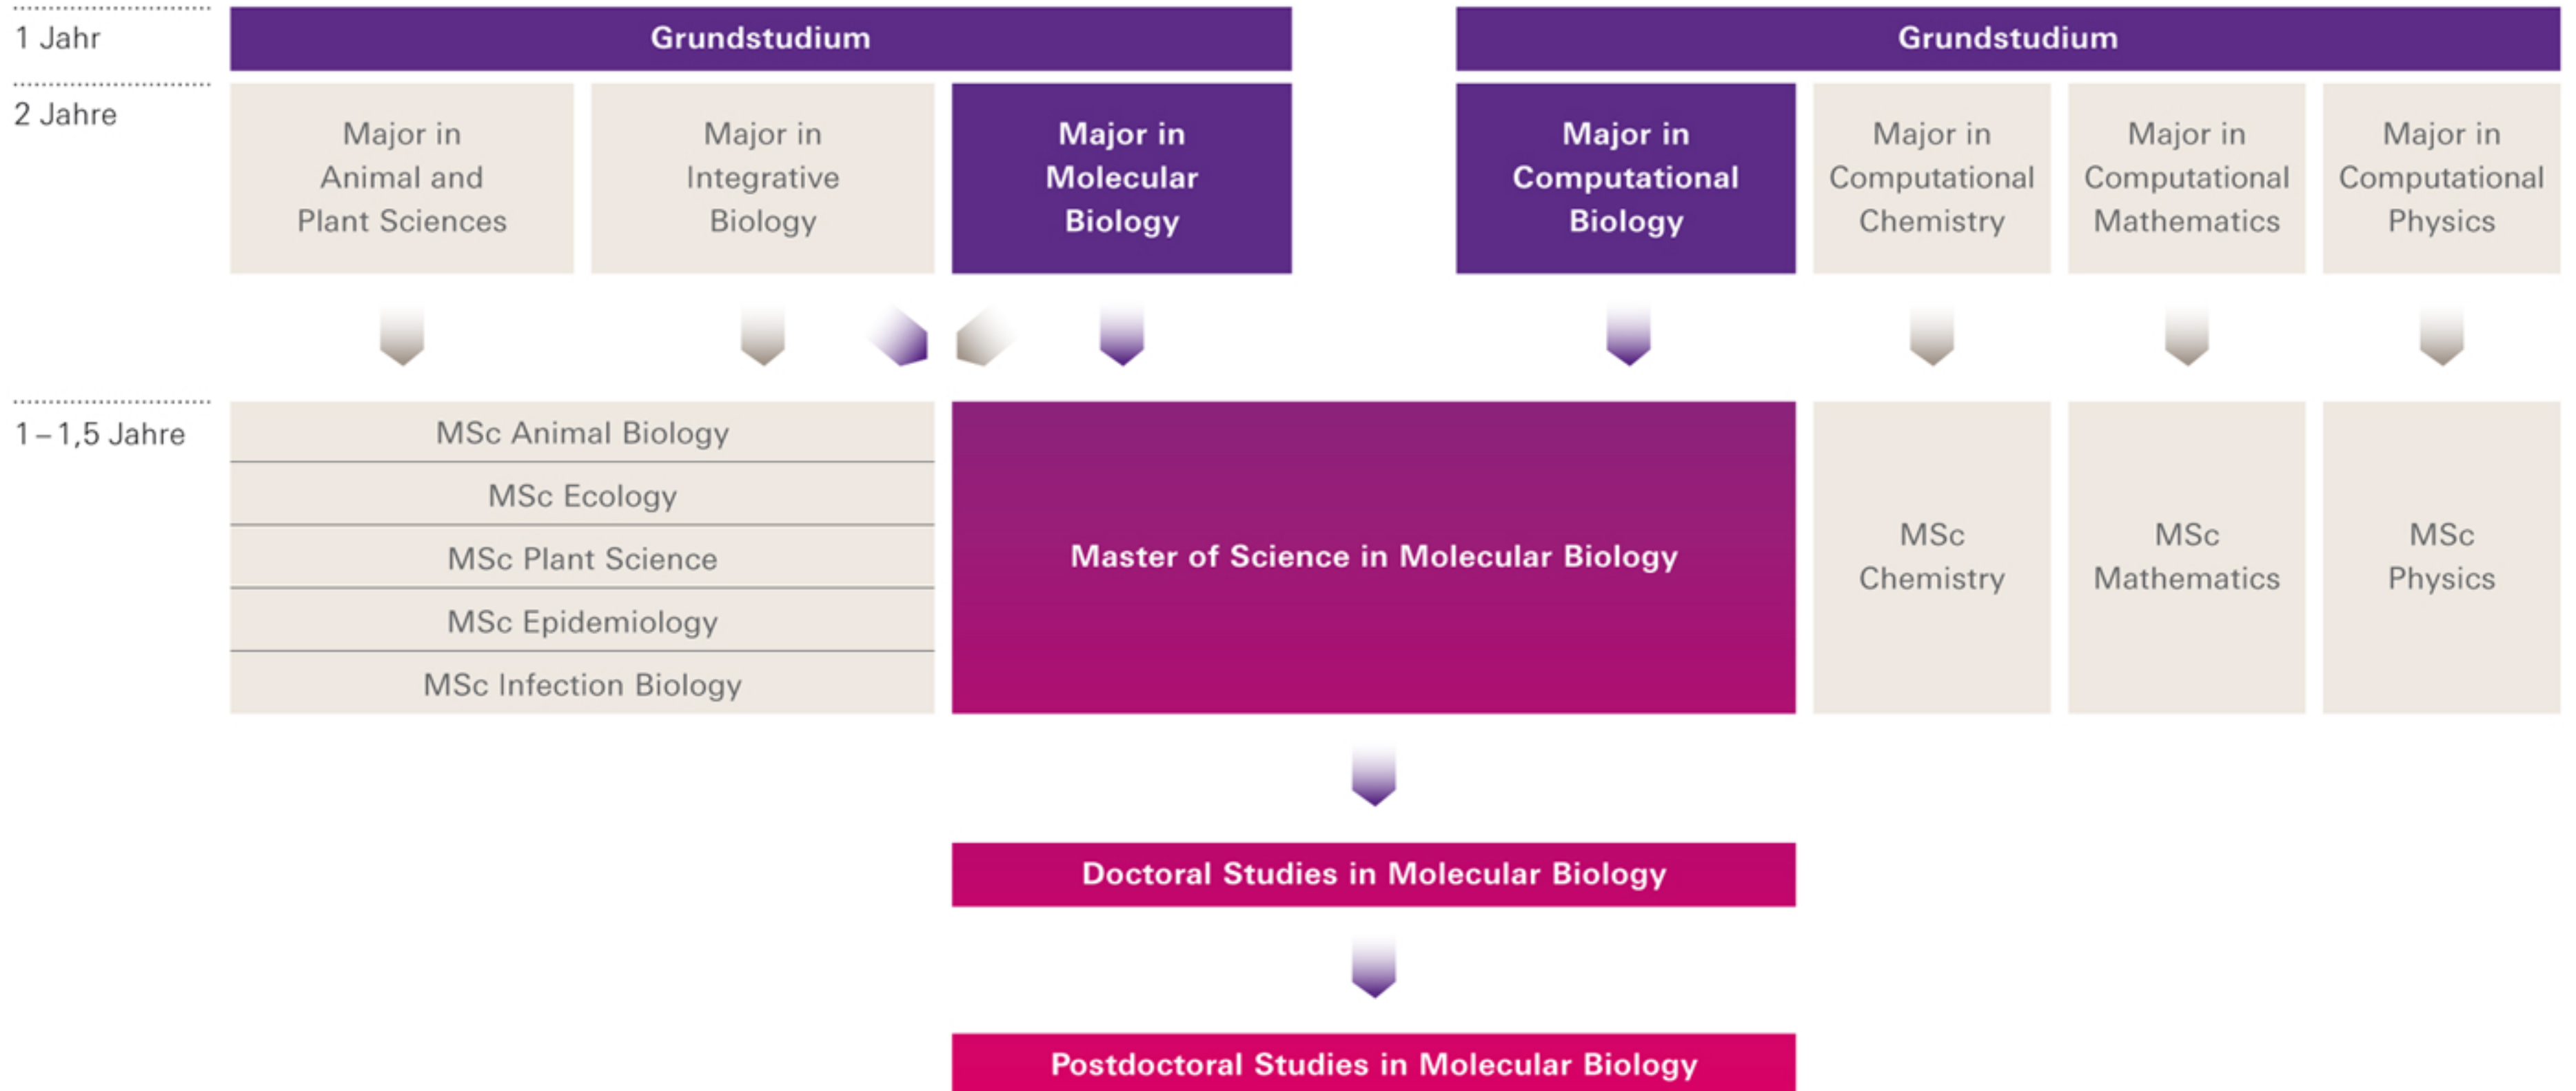 1 Jahr
Grundstudium
Grundstudium
2 Jahre
Major in
Animal and
Plant Sciences
Major in
Integrative
Biology
Major in
Molecular
Biology
Major in
Computational
Biology
Major in
Computational
Chemistry
Major in
Computational
Mathematics
Major in
Computational
Physics
1–1,5 Jahre
MSc Animal Biology
MSc Ecology
MSc Plant Science
MSc Epidemiology
MSc Infection Biology
Master of Science in Molecular Biology
MSc
Chemistry
MSc
Mathematics
MSc
Physics
Doctoral Studies in Molecular Biology
Postdoctoral Studies in Molecular Biology